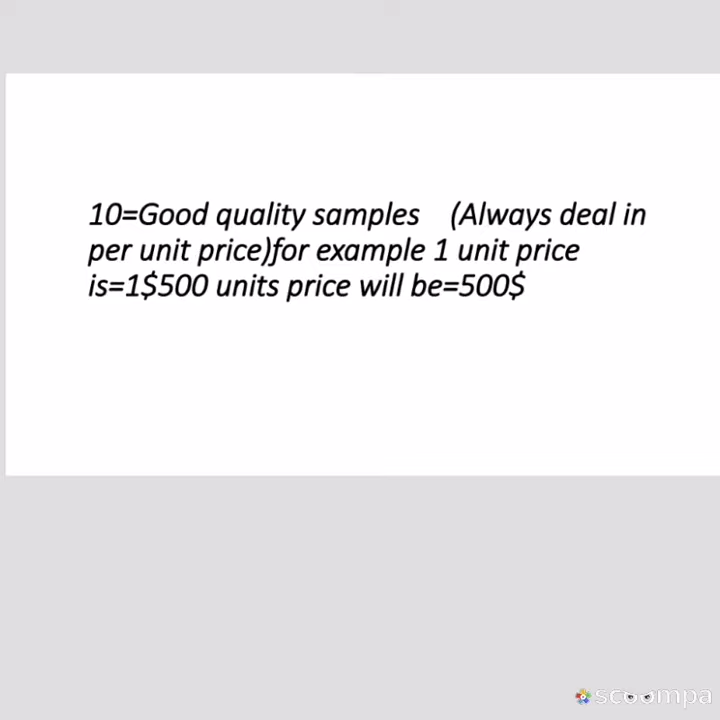 10=Good quality samples (Always deal in
per unit price)for example 1 unit price
is=1$500 units price will be=500$
scoompa